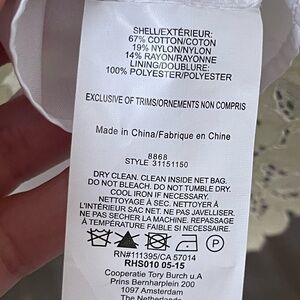 SHELL/EXTÉRIEUR:
67% COTTON/COTON
19% NYLON/NYLON
14% RAYON/RAYONNE
LINING/DOUBLURE:
100% POLYESTER/POLYESTER
EXCLUSIVE OF TRIMS/ORNEMENTS NON COMPRIS
Made in China/Fabrique en Chine
8868
STYLE 31151150
DRY CLEAN. CLEAN INSIDE NET BAG.
DO NOT BLEACH. DO NOT TUMBLE DRY.
COOL IRON IF NECESSARY.
NETTOYAGE À SEC. NETTOYER À
L'INTÉRIEUR SAC NET. NE PAS JAVELLISER.
NE PAS SECHER LA MACHINE. REPASSAGE
À TEMPÉRATURE FAIBLE SI NÉCESSAIRE.
P
RN#111395/CA 57014
RHS010 05-15
Cooperatie Tory Burch u.A
Prins Bernharplein 200
1097 Amsterdam
The Netherlands